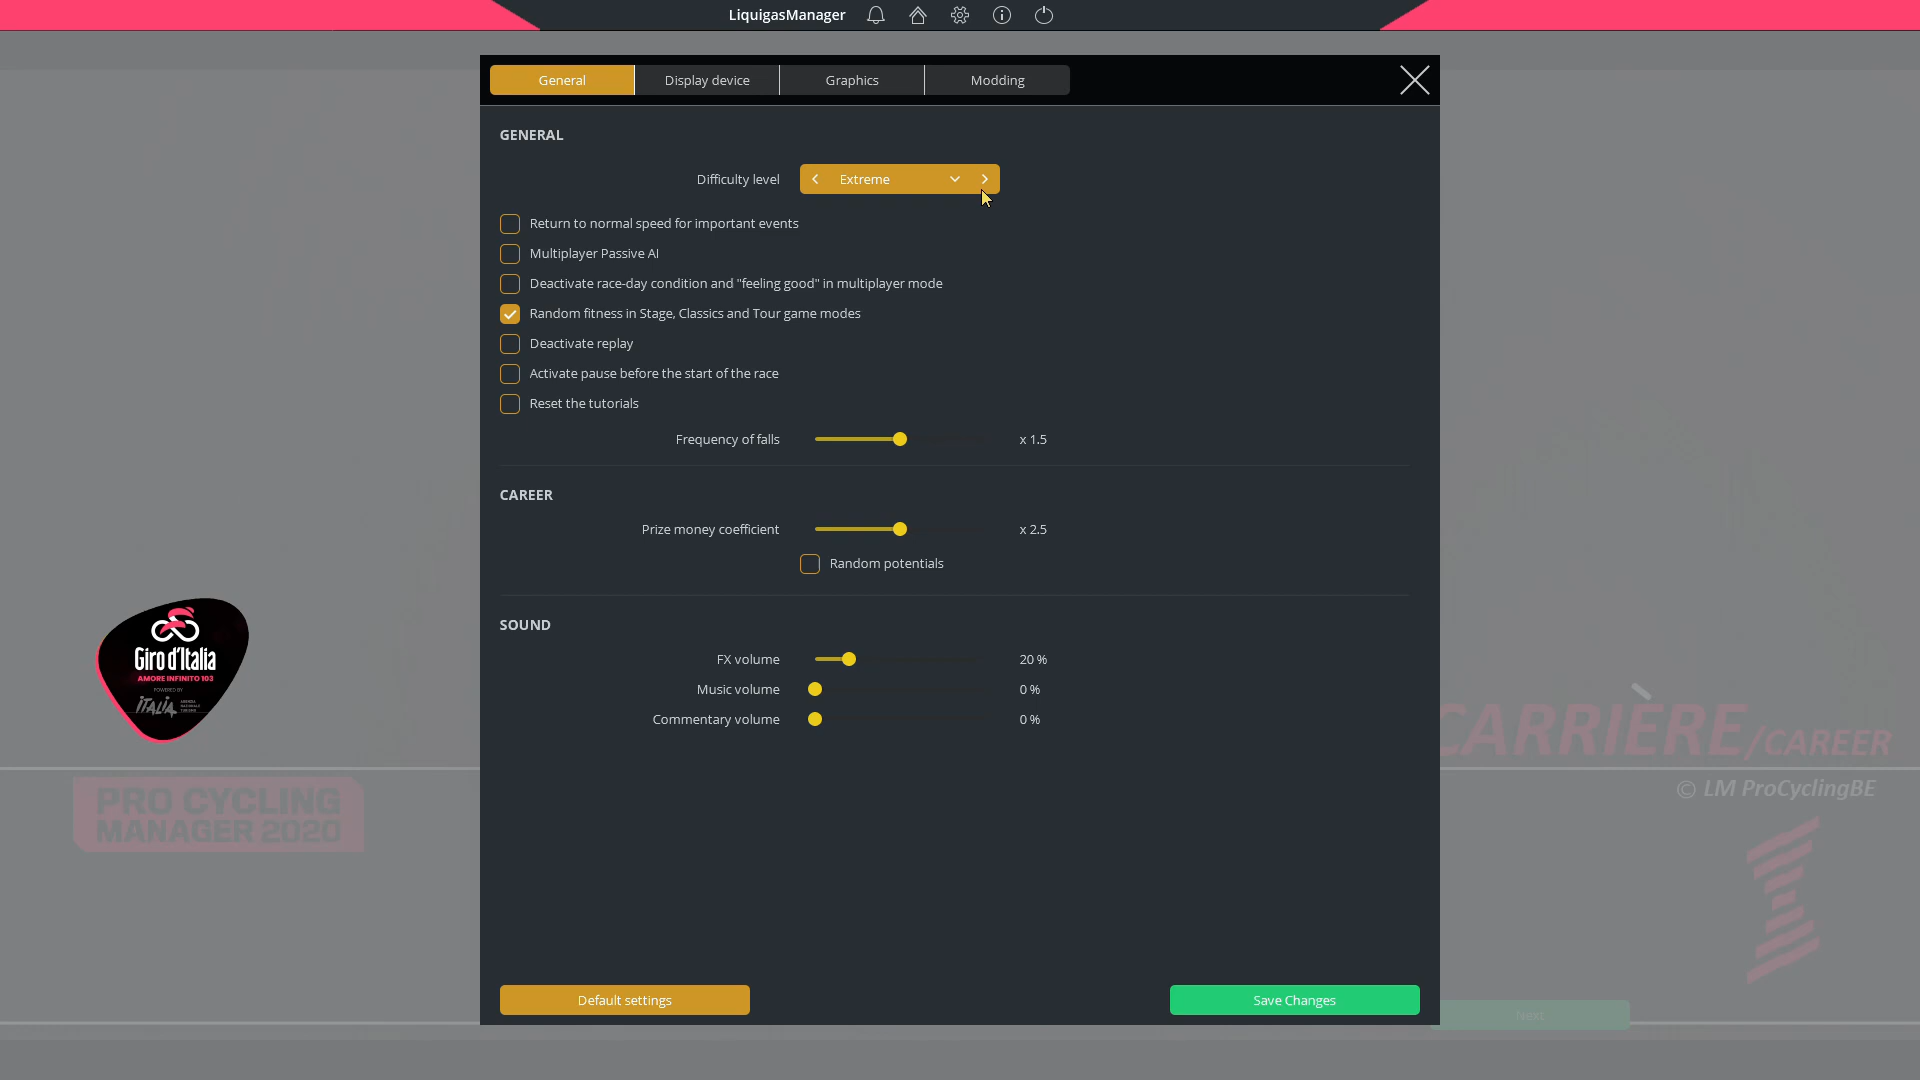 LiquigasManager
General
Display device
Graphics
Modding
GENERAL
Difficulty level
Extreme
Return to normal speed for important events
Multiplayer Passive AI
Deactivate race-day condition and "feeling good" in multiplayer mode
Random fitness in Stage, Classics and Tour game modes
Deactivate replay
Activate pause before the start of the race
Reset the tutorials
Frequency of falls
x 1.5
CAREER
Prize money coefficient
x 2.5
Random potentials
SOUND
FX volume
20 %
Music volume
0 %
Commentary volume
0 %
Giro d'Italia
AMORE INFINITO 103
POWERED BY
ITALIA
PRO CYCLING
MANAGER 2020
CARRIÈRE/CAREER
© LM ProCyclingBE
Default settings
Save Changes
Next